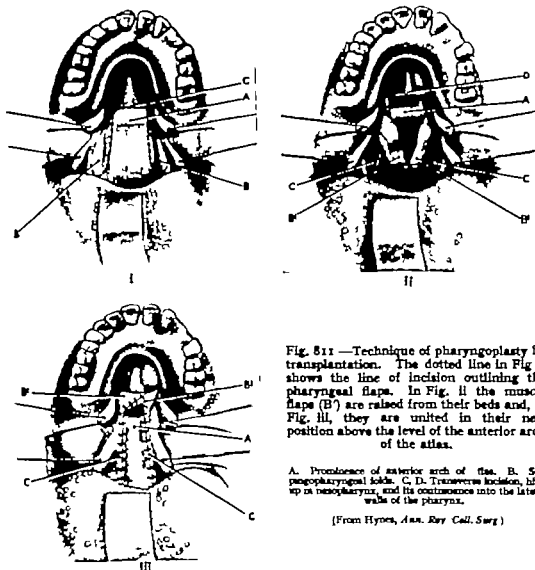 C
A
B
B
I
D
A
C
C
B
B'
II
B'
B'
A
C
C
III
Fig. 811 —Technique of pharyngoplasty
transplantation. The dotted line in Fig
shows the line of incision outlining
pharyngeal flaps. In Fig. ii the
flaps (B') are raised from their beds and,
Fig. iii, they are united in their
position above the level of the anterior
of the atlas.
A. Prominence of anterior arch of B.
folds. C, D. Transverse incision,
up in nasopharynx, and its continuance into the
walls of the pharynx.
(From Hynes, Ann. Roy Coll. Surg)